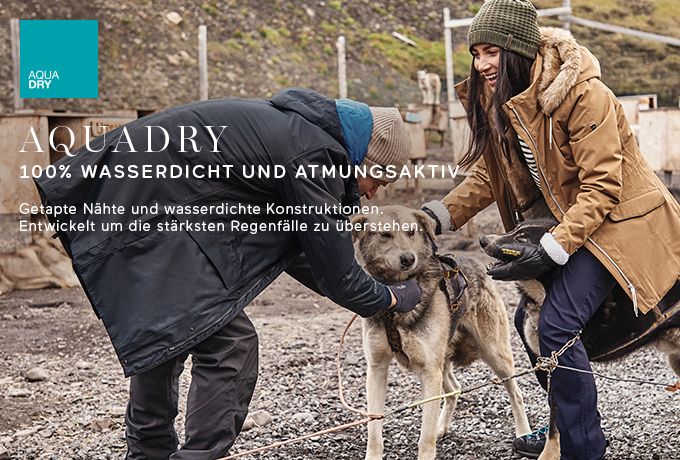 AQUA
DRY
AQUADRY
100% WASSERDICHT UND ATMUNGSAKTIV
Getapte Nähte und wasserdichte Konstruktionen.
Entwickelt um die stärksten Regenfälle zu überstehen.